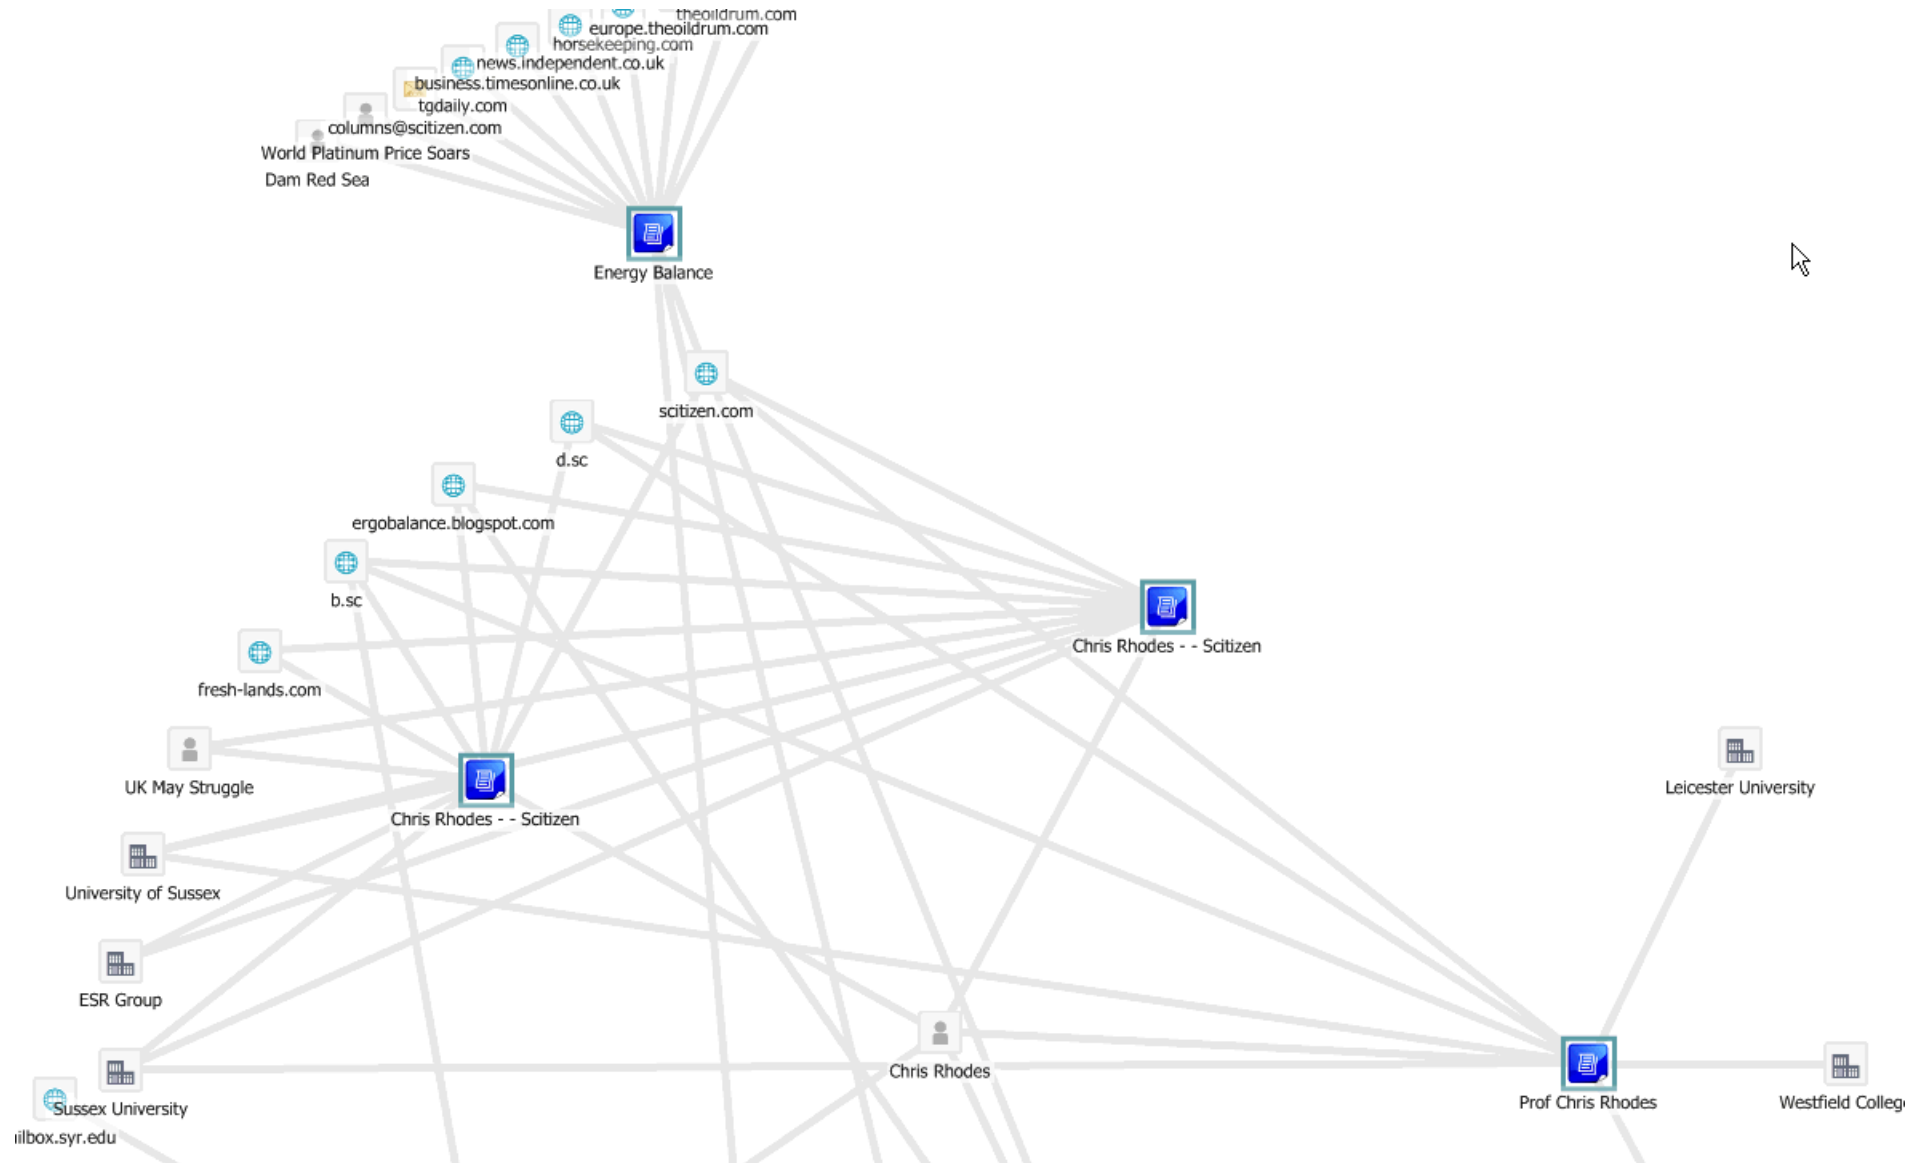 theoildrum.com
europe.theoildrum.com
horsekeeping.com
news.independent.co.uk
business.timesonline.co.uk
tgdaily.com
columns@scitizen.com
World Platinum Price Soars
Dam Red Sea
Energy Balance
scitizen.com
d.sc
ergobalance.blogspot.com
b.sc
Chris Rhodes - - Scitizen
fresh-lands.com
UK May Struggle
Leicester University
Chris Rhodes - - Scitizen
University of Sussex
ESR Group
Chris Rhodes
Prof Chris Rhodes
Westfield Colleg
Sussex University
ilbox.syr.edu